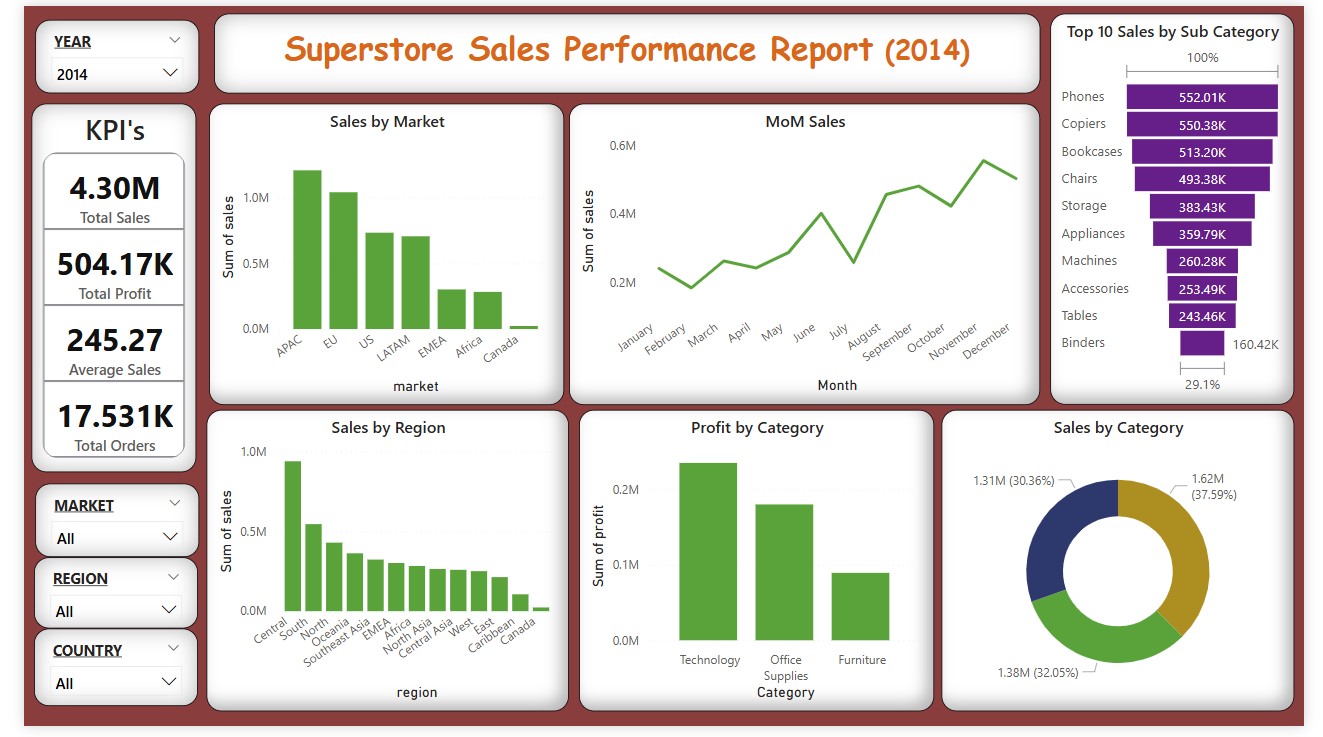 YEAR
2014
Superstore Sales Performance Report (2014)
KPI's
4.30M
Total Sales
504.17K
Total Profit
245.27
Average Sales
17.531K
Total Orders
MARKET
All
REGION
All
COUNTRY
All
Sales by Market
Sum of sales
1.0M
0.5M
0.0M
APAC
EU
US
LATAM
EMEA
Africa
Canada
market
MoM Sales
Sum of sales
0.6M
0.4M
0.2M
January
February
March
April
May
June
July
August
September
October
November
December
Month
Top 10 Sales by Sub Category
100%
Phones 552.01K
Copiers 550.38K
Bookcases 513.20K
Chairs 493.38K
Storage 383.43K
Appliances 359.79K
Machines 260.28K
Accessories 253.49K
Tables 243.46K
Binders 160.42K
29.1%
Sales by Region
Sum of sales
1.0M
0.5M
0.0M
Central
South
North
Oceania
Southeast Asia
EMEA
Africa
North Asia
Central Asia
West
East
Caribbean
Canada
region
Profit by Category
Sum of profit
0.2M
0.1M
0.0M
Technology
Office
Supplies
Furniture
Category
Sales by Category
1.31M (30.36%)
1.62M
(37.59%)
1.38M (32.05%)